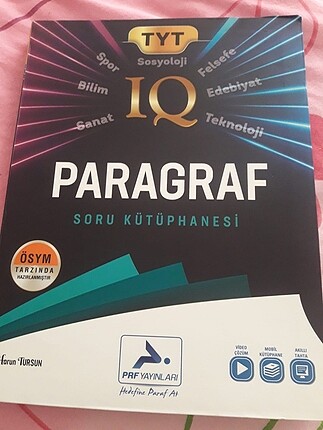 TYT
Sosyoloji
Spor
Felsefe
Bilim
Edebiyat
IQ
Sanat
Teknoloji
PARAGRAF
SORU KÜTÜPHANESİ
ÖSYM
TARZINDA
HAZIRLANMIŞTIR
Harun TURSUN
PRF YAYINLARI
Hedefine Paraf At
VİDEO
ÇÖZÜM
MOBİL
KÜTÜPHANE
AKILLI
TAHTA